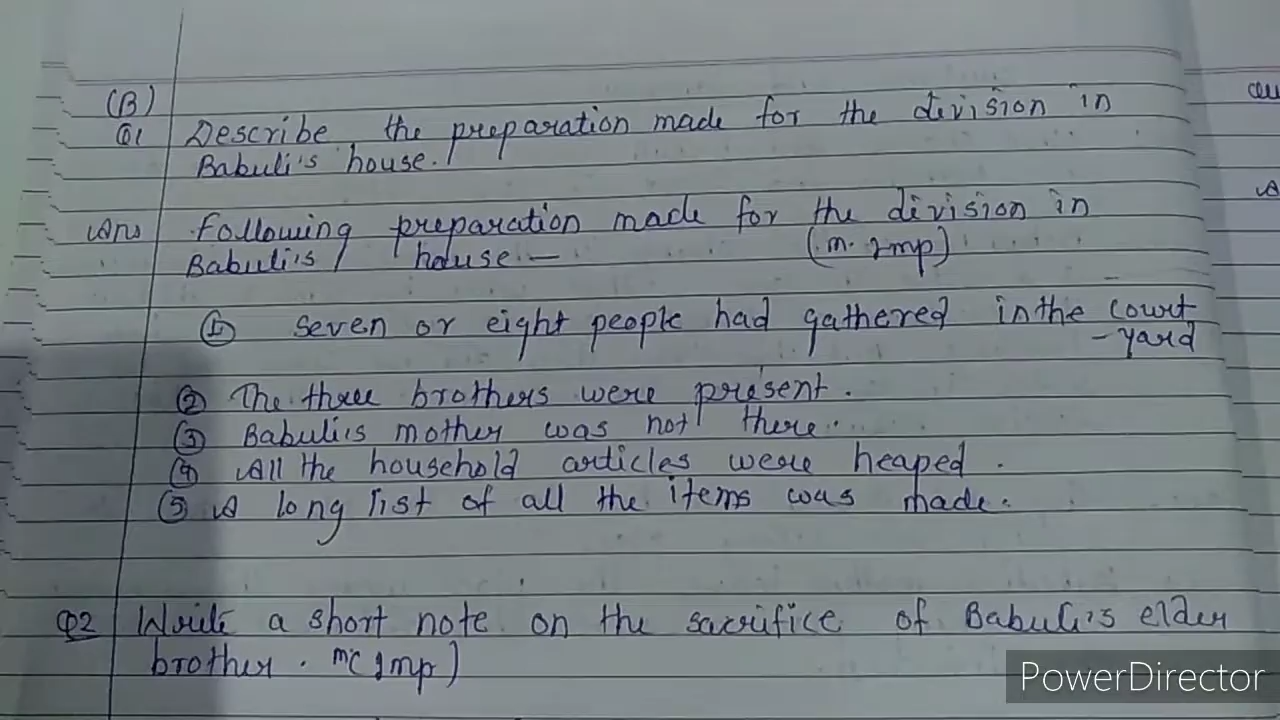 (B)
Q1 Describe the preparation made for the division in
Babuli's house.
Ans Following preparation made for the division in
Babuli's house - (m. Imp)
① Seven or eight people had gathered in the court
- yard
② The three brothers were present.
③ Babuli's mother was not there.
④ All the household articles were heaped.
⑤ A long list of all the items was made.
Q2 Write a short note on the sacrifice of Babuli's elder
brother. m(Imp)
PowerDirector